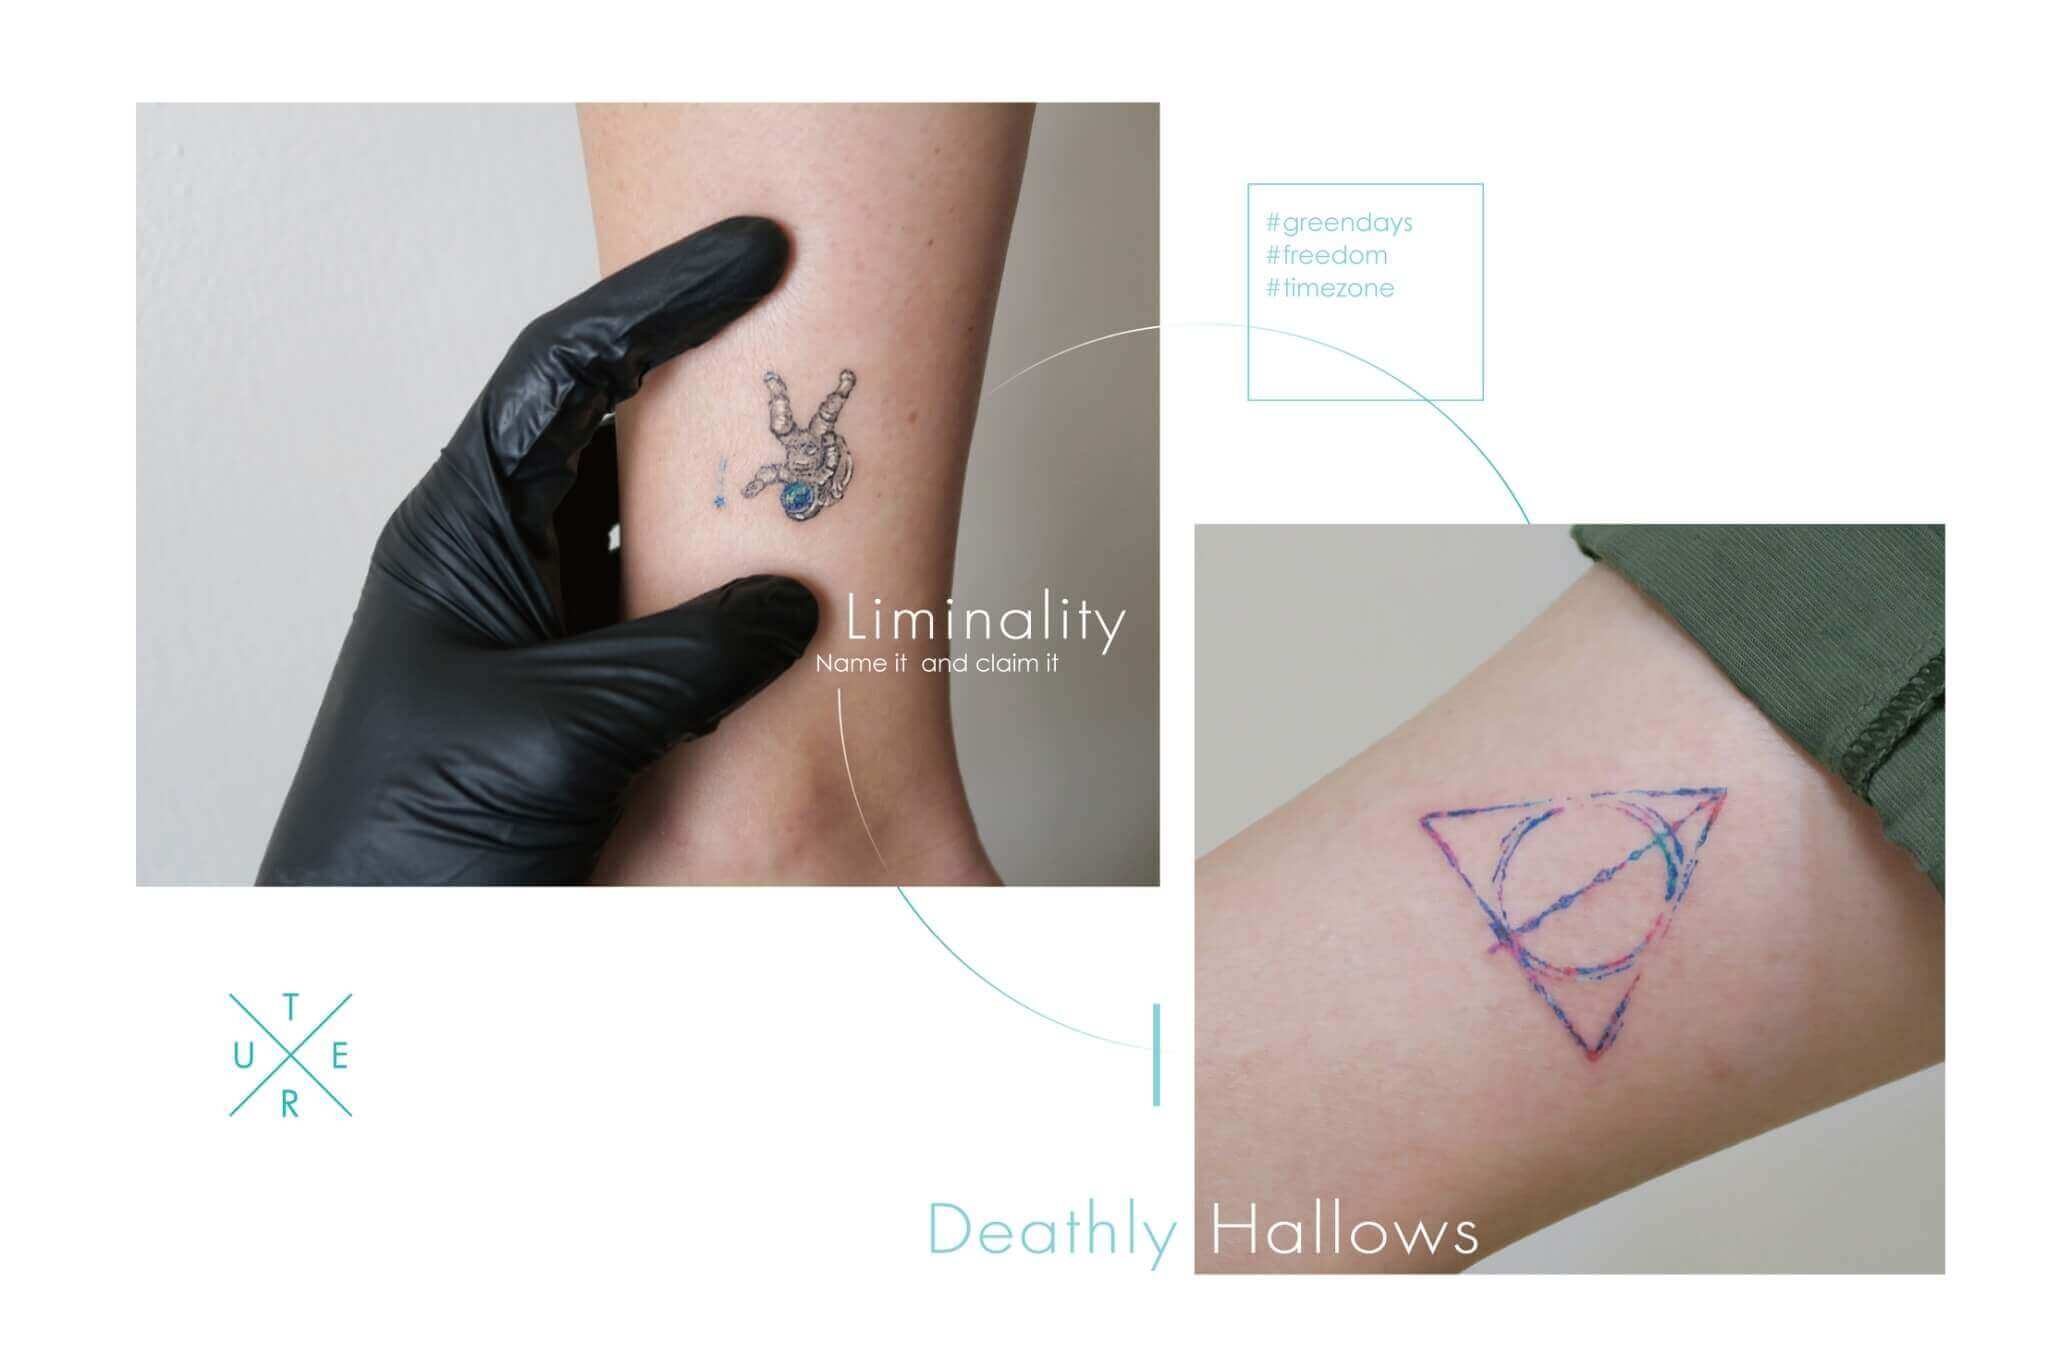 #greendays
#freedom
#timezone
Liminality
Name it and claim it
T
U E
R
Deathly Hallows